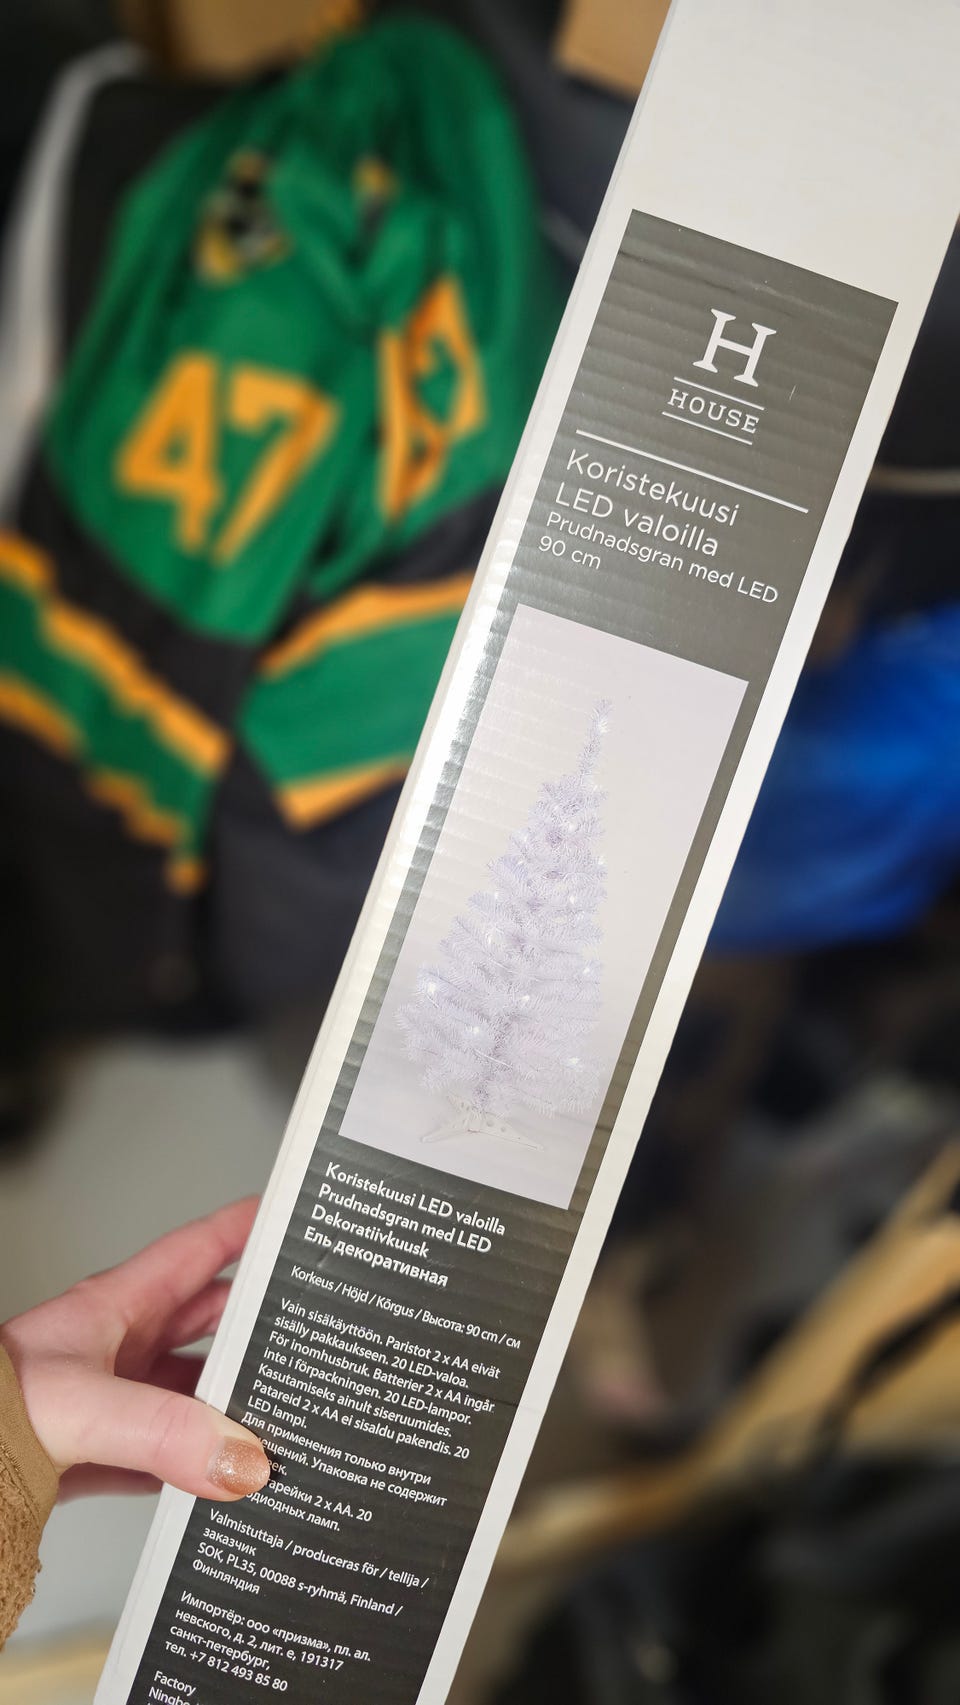 47
H
HOUSE
Koristekuusi
LED valoilla
Prudnadsgran med LED
90 cm
Koristekuusi LED valoilla
Prudnadsgran med LED
Dekoratiivkuusk
Ель декоративная
Korkeus / Höjd / Kõrgus / Высота: 90 cm / см
Vain sisäkäyttöön. Paristot 2 x AA eivät
sisälly pakkaukseen. 20 LED-valoa.
För inomhusbruk. Batterier 2 x AA ingår
inte i förpackningen. 20 LED-lampor.
Kasutamiseks ainult siseruumides.
Patareid 2 x AA ei sisaldu pakendis. 20
LED lampi.
Для применения только внутри
ещений. Упаковка не содержит
ек.
тарейки 2 x AA. 20
одиодных ламп.
Valmistuttaja / produceras för / tellija /
заказчик
SOK, PL35, 00088 s-ryhmä, Finland /
Финляндия
Импортёр: ооо «призма», пл. ал.
невского, д. 2, лит. е, 191317
санкт-петербург,
тел. +7 812 493 85 80
Factory